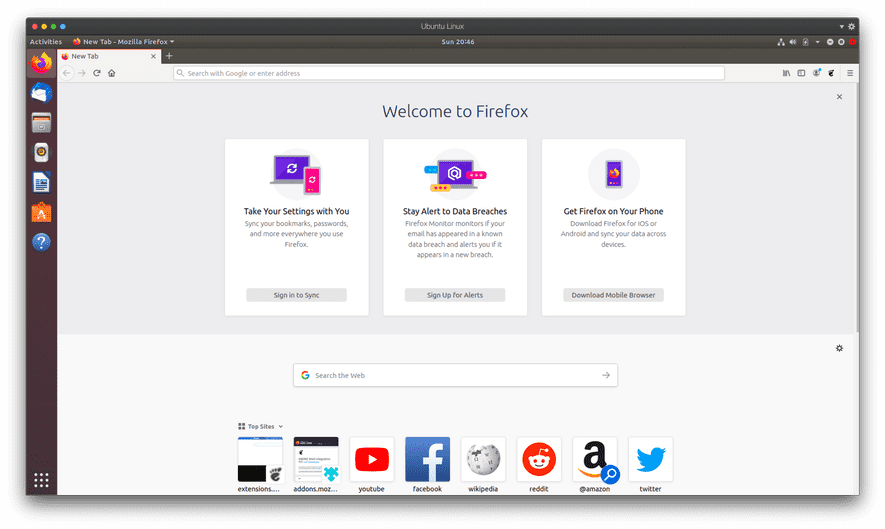 Ubuntu Linux
Activities
New Tab - Mozilla Firefox
Sun 20:46
New Tab
Search with Google or enter address
Welcome to Firefox
Take Your Settings with You
Sync your bookmarks, passwords,
and more everywhere you use
Firefox.
Sign in to Sync
Stay Alert to Data Breaches
Firefox Monitor monitors if your
email has appeared in a known
data breach and alerts you if it
appears in a new breach.
Sign Up for Alerts
Get Firefox on Your Phone
Download Firefox for iOS or
Android and sync your data across
devices.
Download Mobile Browser
Search the Web
Top Sites
extensions....
addons.moz...
youtube
facebook
wikipedia
reddit
@amazon
twitter